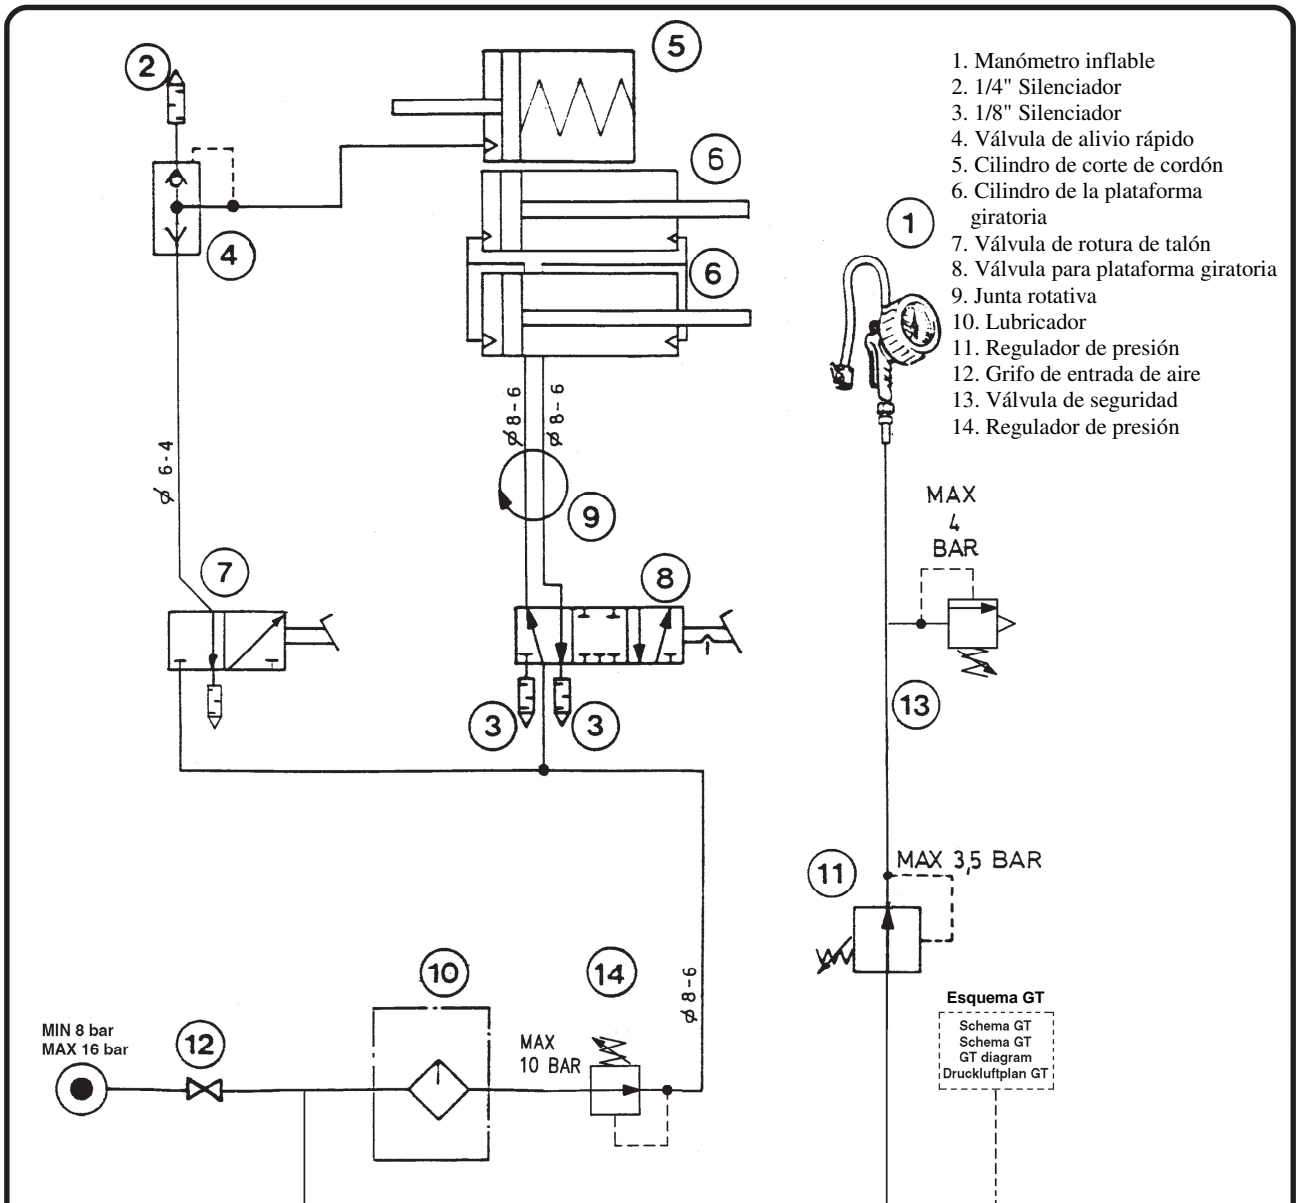 2
5
1. Manómetro inflable
2. 1/4" Silenciador
3. 1/8" Silenciador
4. Válvula de alivio rápido
5. Cilindro de corte de cordón
6. Cilindro de la plataforma
giratoria
7. Válvula de rotura de talón
8. Válvula para plataforma giratoria
9. Junta rotativa
10. Lubricador
11. Regulador de presión
12. Grifo de entrada de aire
13. Válvula de seguridad
14. Regulador de presión
6
1
4
6
ø 8-6
ø 8-6
ø 6-4
9
MAX
4
BAR
7
8
3
3
13
MAX 3,5 BAR
11
10
14
ø 8-6
Esquema GT
Schema GT
Schema GT
GT diagram
Druckluftplan GT
MIN 8 bar
MAX 16 bar
12
MAX
10 BAR